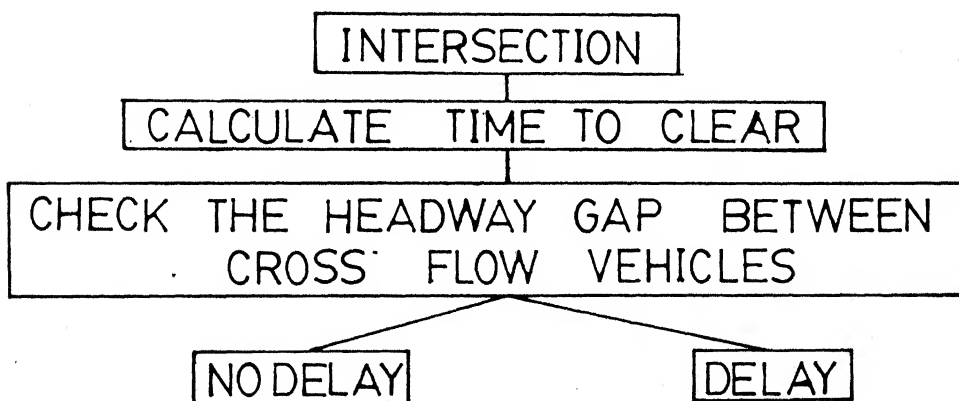 INTERSECTION
CALCULATE TIME TO CLEAR
CHECK THE HEADWAY GAP BETWEEN
CROSS FLOW VEHICLES
NO DELAY
DELAY